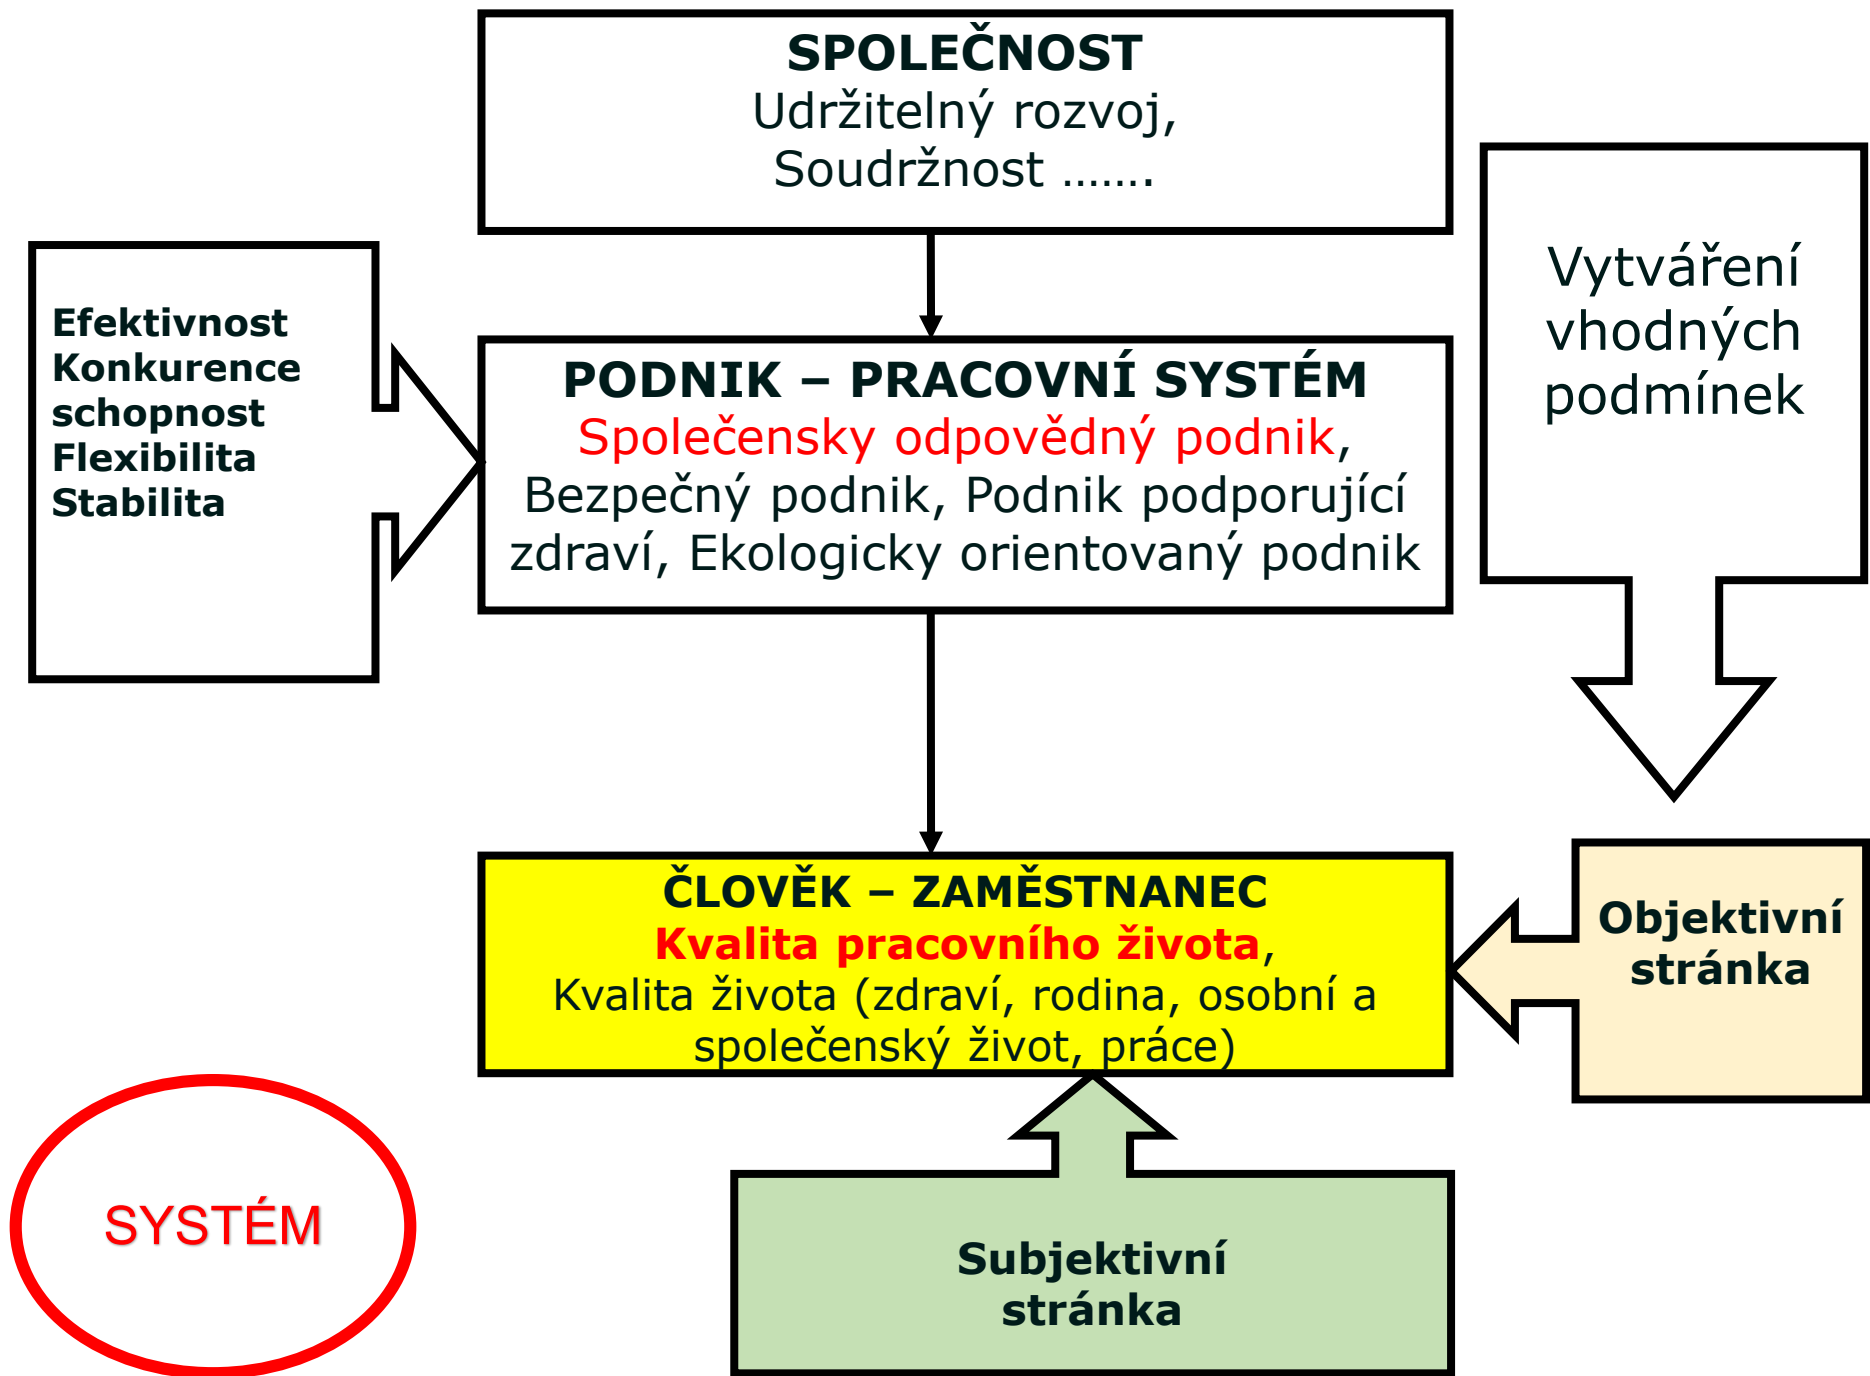 SPOLEČNOST
Udržitelný rozvoj,
Soudržnost .......
Efektivnost
Konkurence
schopnost
Flexibilita
Stabilita
PODNIK – PRACOVNÍ SYSTÉM
Společensky odpovědný podnik,
Bezpečný podnik, Podnik podporující
zdraví, Ekologicky orientovaný podnik
Vytváření
vhodných
podmínek
ČLOVĚK – ZAMĚSTNANEC
Kvalita pracovního života,
Kvalita života (zdraví, rodina, osobní a
společenský život, práce)
Objektivní
stránka
SYSTÉM
Subjektivní
stránka